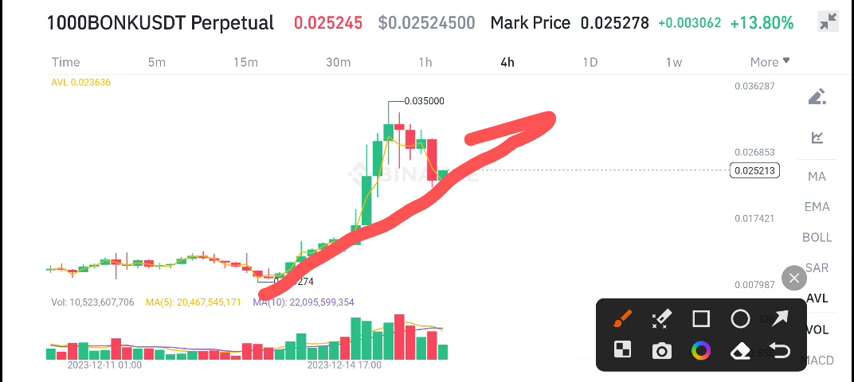 1000BONKUSDT Perpetual 0.025245 $0.02524500 Mark Price 0.025278 +0.003062 +13.80%
Time 5m 15m 30m 1h 4h 1D 1w More
AVL 0.023636
0.036287
0.035000
0.026853
0.025213
BINANCE
MA
EMA
0.017421
BOLL
SAR
0.007987
AVL
Vol: 10,523,607,706 MA(5): 20,467,545,171 MA(10): 22,095,599,354
VOL
MACD
2023-12-11 01:00 2023-12-14 17:00